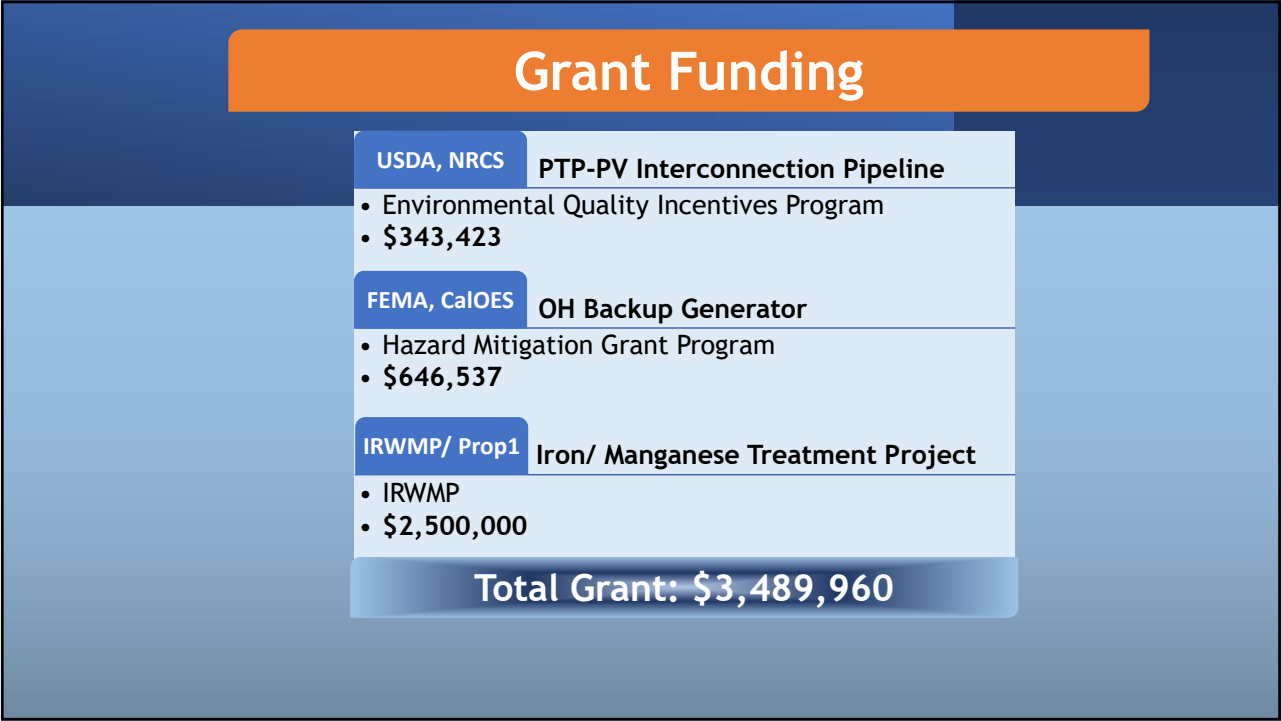 Grant Funding
USDA, NRCS
PTP-PV Interconnection Pipeline
• Environmental Quality Incentives Program
• $343,423
FEMA, CalOES
OH Backup Generator
• Hazard Mitigation Grant Program
• $646,537
IRWMP/ Prop1
Iron/ Manganese Treatment Project
• IRWMP
• $2,500,000
Total Grant: $3,489,960